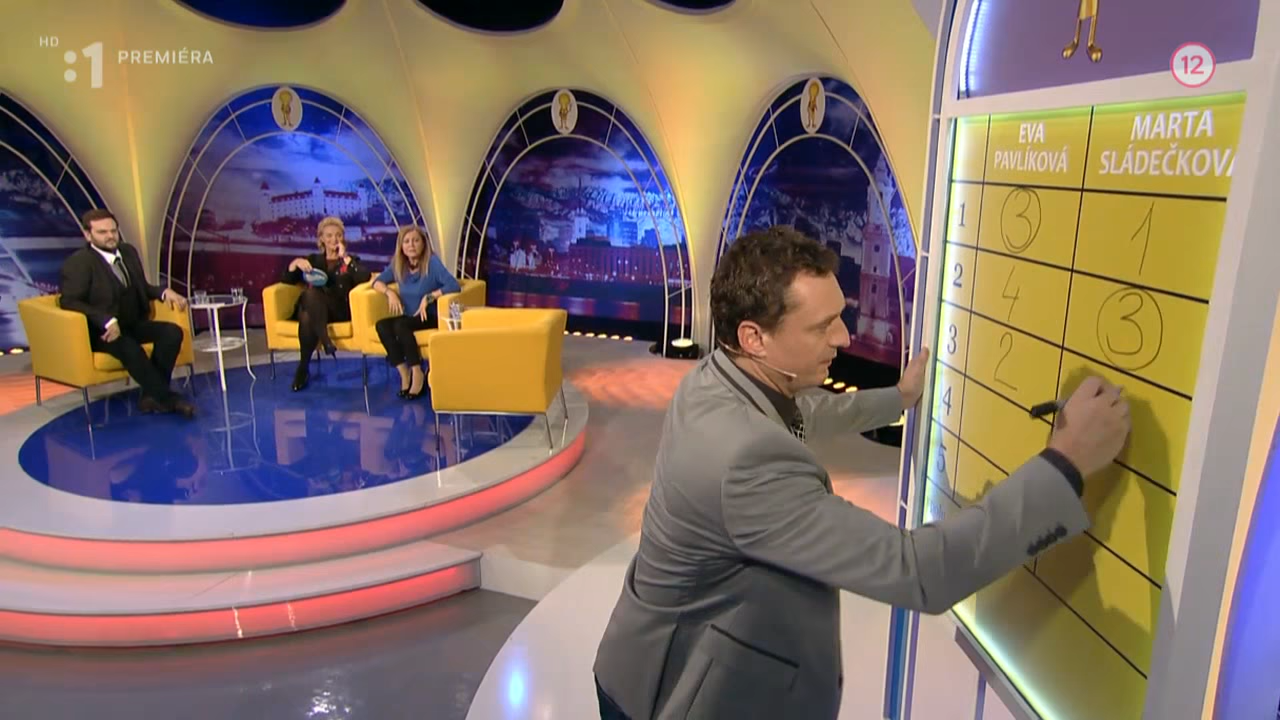 HD
:1 PREMIÉRA
12
EVA PAVLÍKOVÁ
MARTA SLÁDEČKOVÁ
1 3 1
2 4 3
3 2
4
5